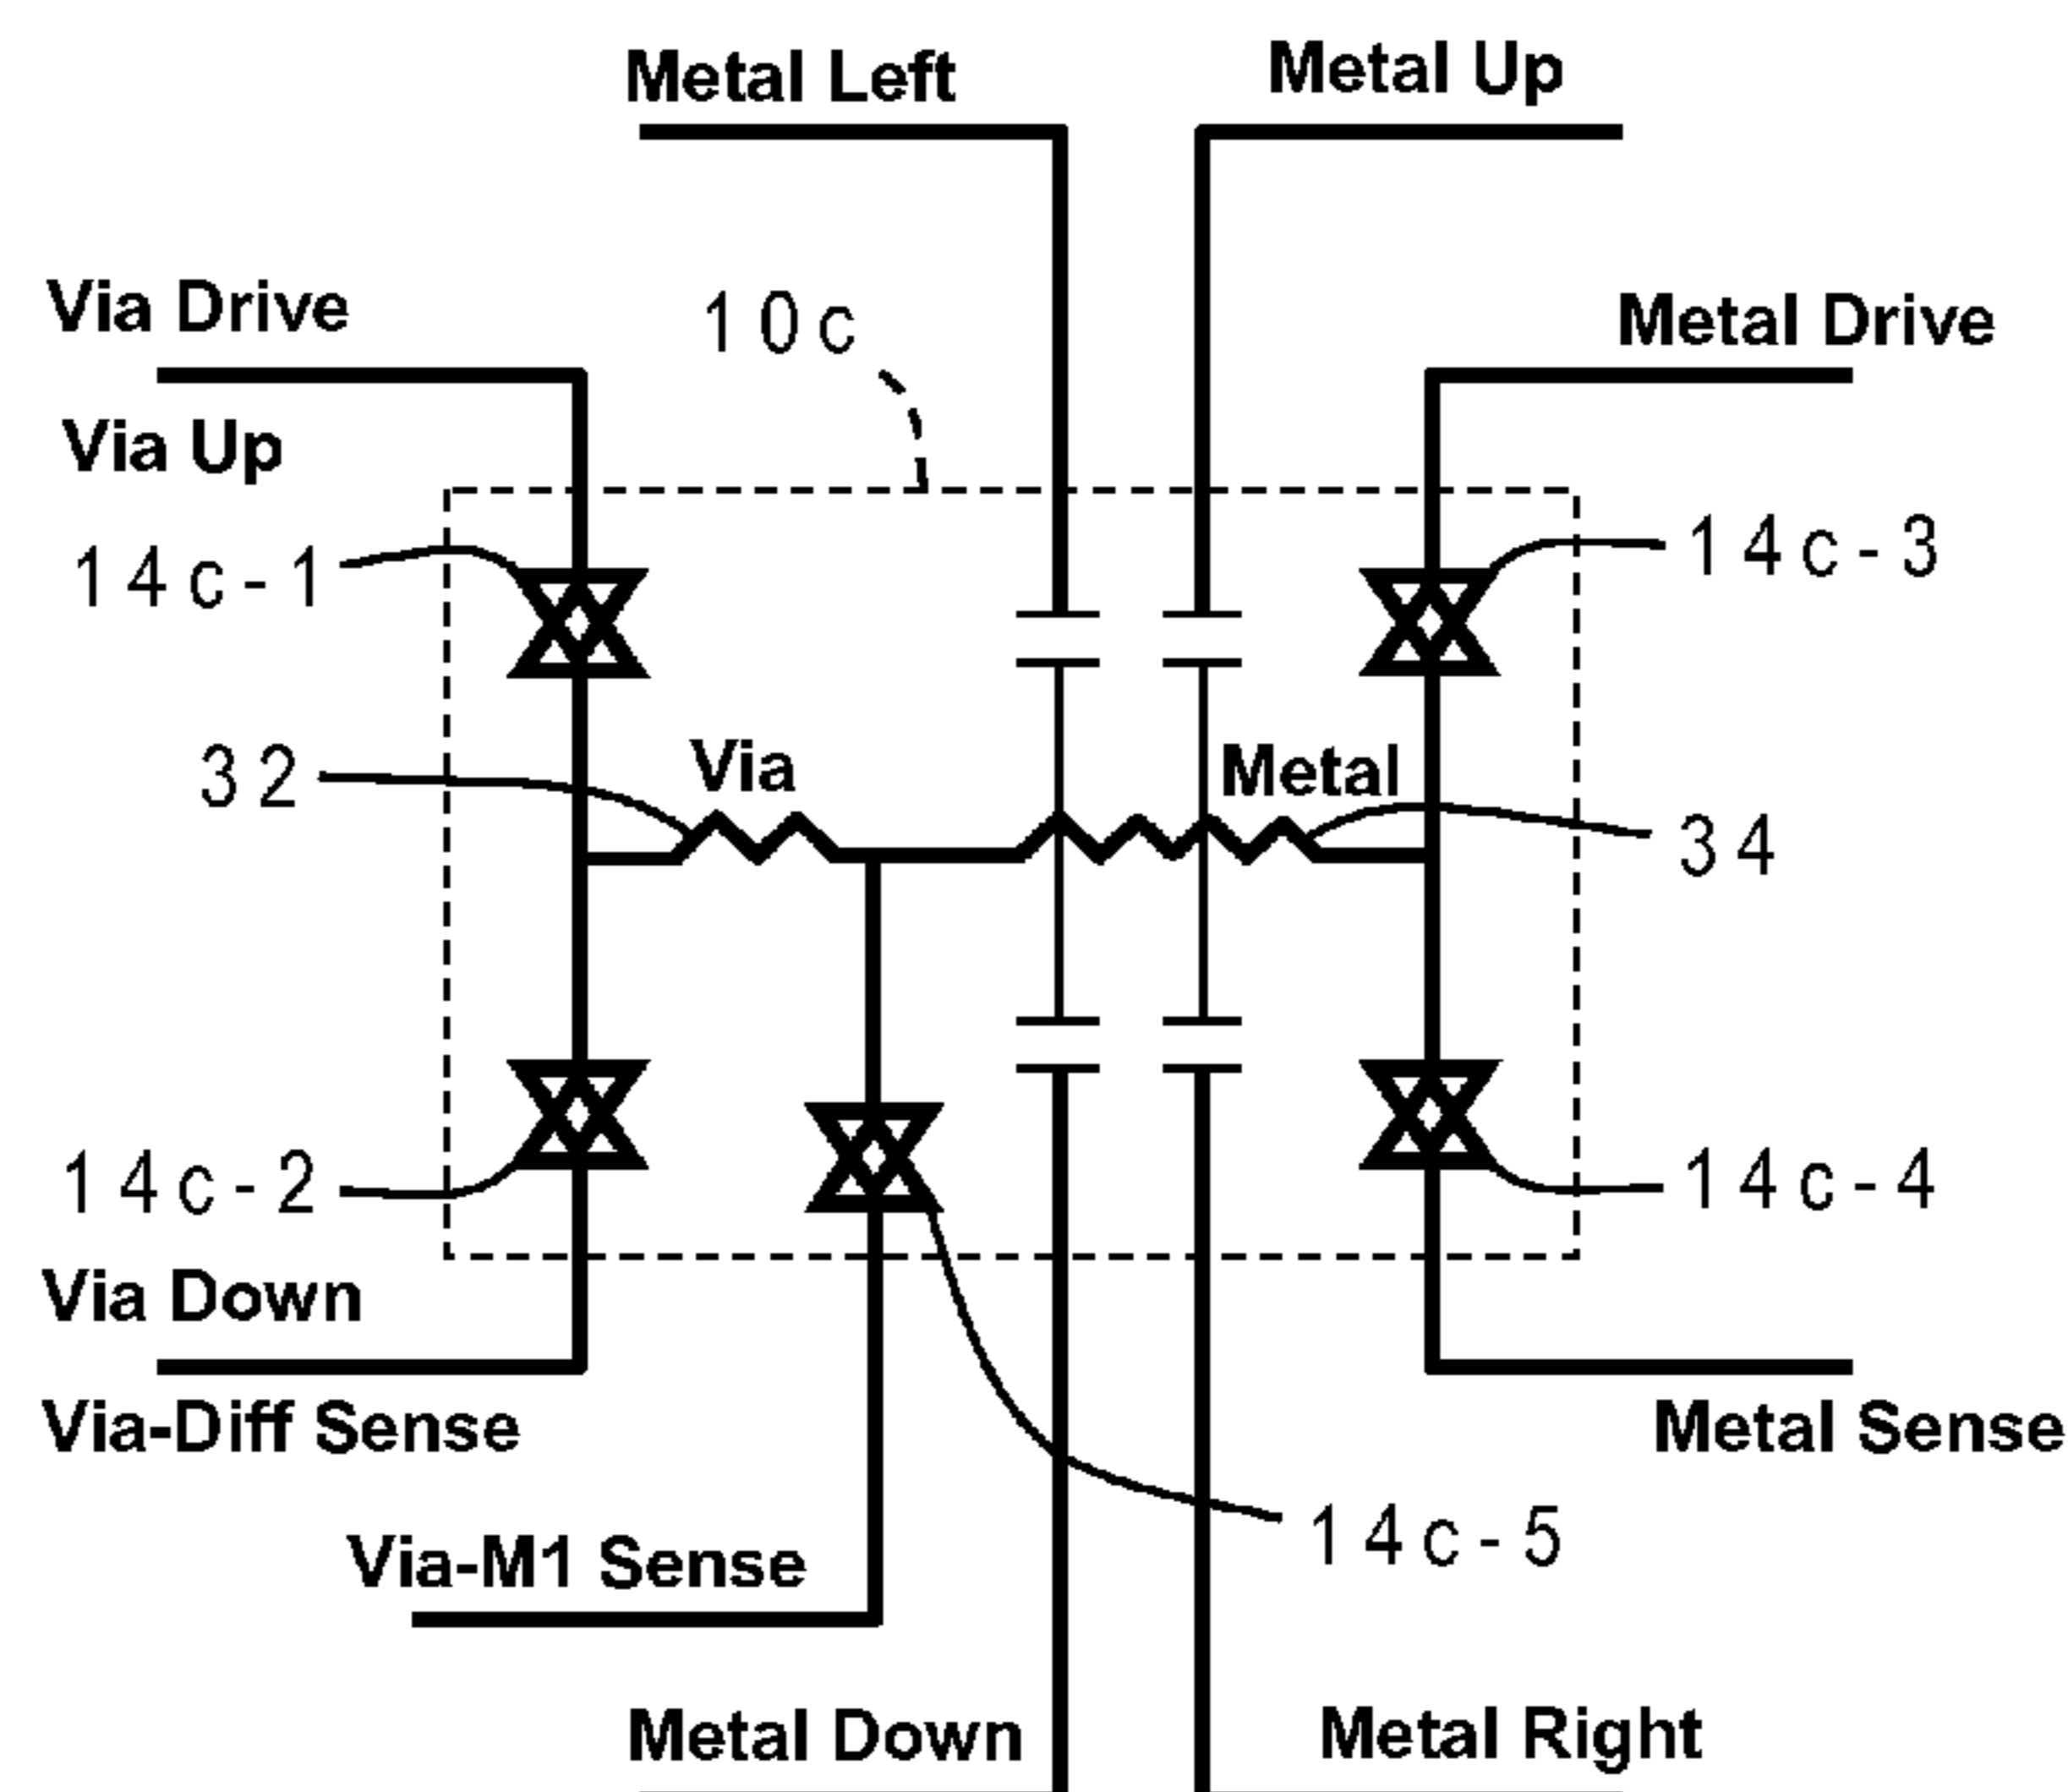 Metal Left
Metal Up
Via Drive
10c
Metal Drive
Via Up
14c-1
14c-3
32
Via
Metal
34
14c-2
14c-4
Via Down
Via-Diff Sense
Metal Sense
14c-5
Via-M1 Sense
Metal Down
Metal Right